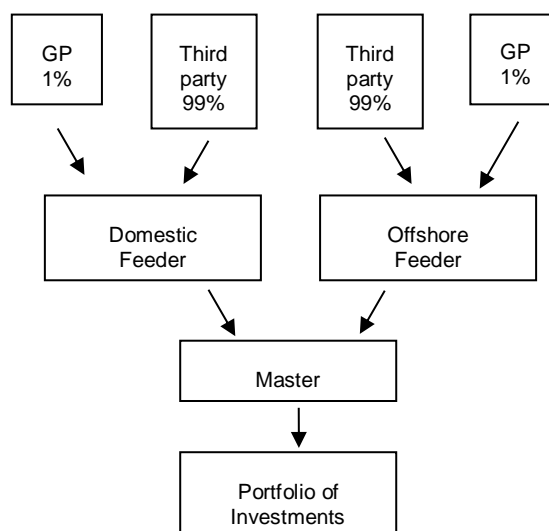 GP
1%
Third
party
99%
Third
party
99%
GP
1%
Domestic
Feeder
Offshore
Feeder
Master
Portfolio of
Investments